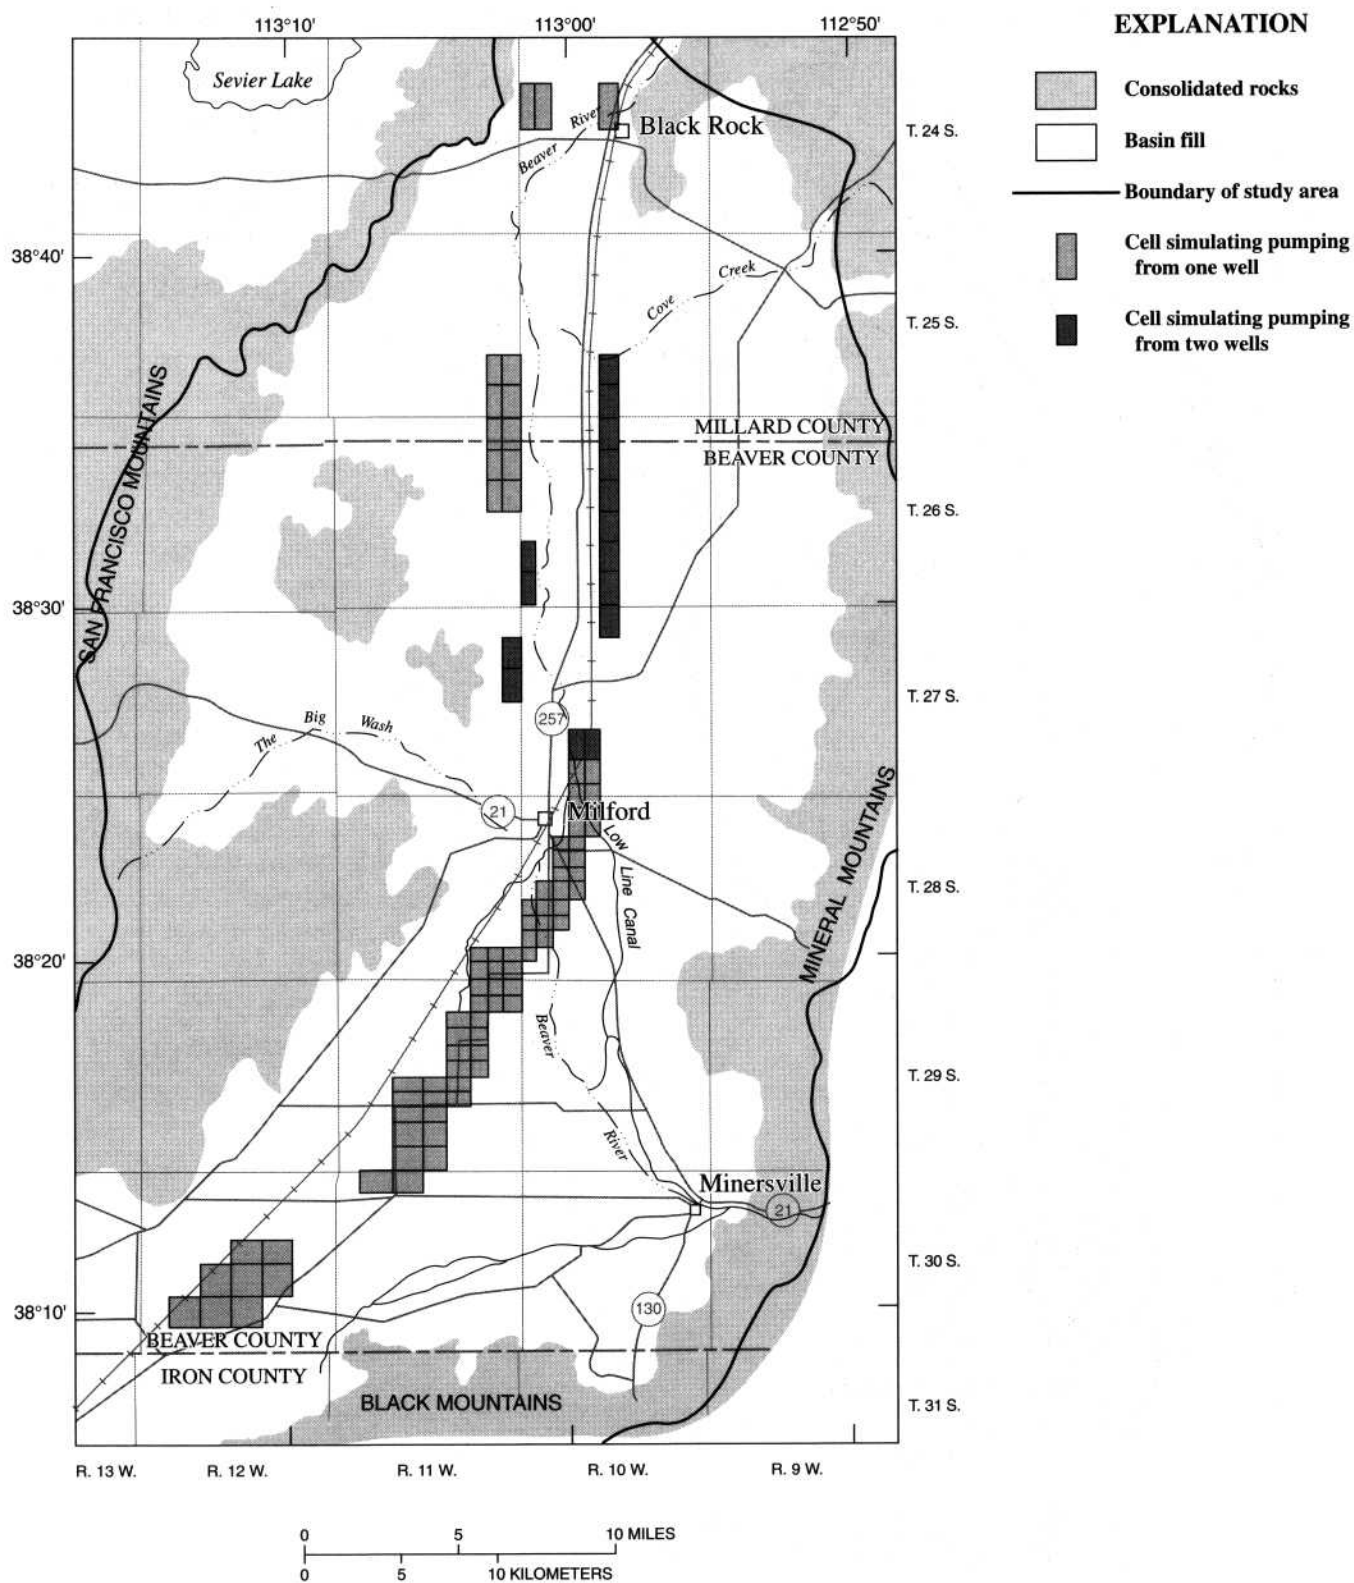 113°10'
113°00'
112°50'
EXPLANATION
Sevier Lake
Consolidated rocks
River
Black Rock
T. 24 S.
Basin fill
Beaver
Boundary of study area
38°40'
Cell simulating pumping
from one well
Creek
Cove
T. 25 S.
Cell simulating pumping
from two wells
SAN FRANCISCO MOUNTAINS
MILLARD COUNTY
BEAVER COUNTY
T. 26 S.
38°30'
T. 27 S.
257
The Big Wash
21
Milford
Low Line Canal
MINERAL MOUNTAINS
T. 28 S.
38°20'
Beaver
T. 29 S.
River
Minersville
21
T. 30 S.
38°10'
130
BEAVER COUNTY
IRON COUNTY
BLACK MOUNTAINS
T. 31 S.
R. 13 W.
R. 12 W.
R. 11 W.
R. 10 W.
R. 9 W.
0 5 10 MILES
0 5 10 KILOMETERS